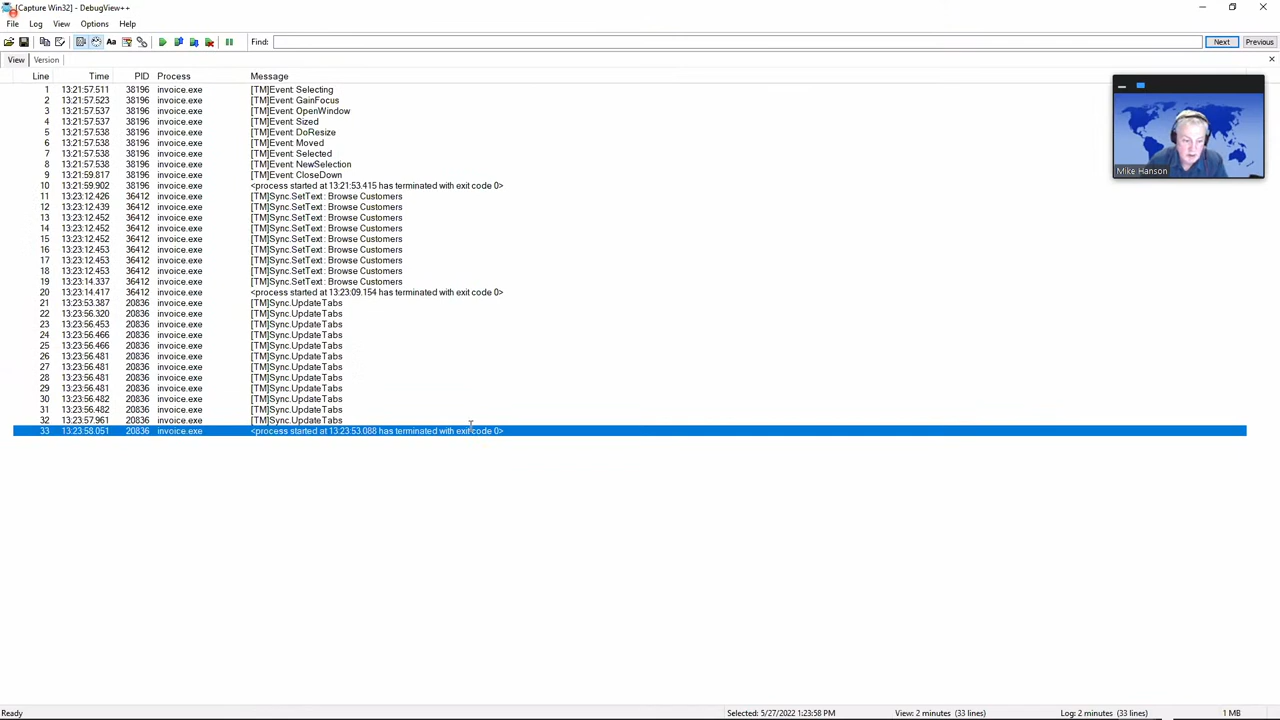 [Capture Win32] - DebugView++
File Log View Options Help
Aa Find: Next Previous
View Version
Line Time PID Process Message
1 13:21:57.511 38196 invoice.exe [TM]Event: Selecting
2 13:21:57.523 38196 invoice.exe [TM]Event: GainFocus
3 13:21:57.537 38196 invoice.exe [TM]Event: OpenWindow
4 13:21:57.537 38196 invoice.exe [TM]Event: Sized
5 13:21:57.538 38196 invoice.exe [TM]Event: DoResize
6 13:21:57.538 38196 invoice.exe [TM]Event: Moved
7 13:21:57.538 38196 invoice.exe [TM]Event: Selected
8 13:21:57.538 38196 invoice.exe [TM]Event: NewSelection
9 13:21:59.817 38196 invoice.exe [TM]Event: CloseDown
10 13:21:59.902 38196 invoice.exe <process started at 13:21:53.415 has terminated with exit code 0>
11 13:23:12.426 36412 invoice.exe [TM]Sync.SetText : Browse Customers
12 13:23:12.439 36412 invoice.exe [TM]Sync.SetText : Browse Customers
13 13:23:12.452 36412 invoice.exe [TM]Sync.SetText : Browse Customers
14 13:23:12.452 36412 invoice.exe [TM]Sync.SetText : Browse Customers
15 13:23:12.452 36412 invoice.exe [TM]Sync.SetText : Browse Customers
16 13:23:12.453 36412 invoice.exe [TM]Sync.SetText : Browse Customers
17 13:23:12.453 36412 invoice.exe [TM]Sync.SetText : Browse Customers
18 13:23:12.453 36412 invoice.exe [TM]Sync.SetText : Browse Customers
19 13:23:14.337 36412 invoice.exe [TM]Sync.SetText : Browse Customers
20 13:23:14.417 36412 invoice.exe <process started at 13:23:09.154 has terminated with exit code 0>
21 13:23:53.387 20836 invoice.exe [TM]Sync.UpdateTabs
22 13:23:56.320 20836 invoice.exe [TM]Sync.UpdateTabs
23 13:23:56.453 20836 invoice.exe [TM]Sync.UpdateTabs
24 13:23:56.466 20836 invoice.exe [TM]Sync.UpdateTabs
25 13:23:56.466 20836 invoice.exe [TM]Sync.UpdateTabs
26 13:23:56.481 20836 invoice.exe [TM]Sync.UpdateTabs
27 13:23:56.481 20836 invoice.exe [TM]Sync.UpdateTabs
28 13:23:56.481 20836 invoice.exe [TM]Sync.UpdateTabs
29 13:23:56.481 20836 invoice.exe [TM]Sync.UpdateTabs
30 13:23:56.482 20836 invoice.exe [TM]Sync.UpdateTabs
31 13:23:56.482 20836 invoice.exe [TM]Sync.UpdateTabs
32 13:23:57.961 20836 invoice.exe [TM]Sync.UpdateTabs
33 13:23:58.051 20836 invoice.exe <process started at 13:23:53.088 has terminated with exit code 0>
Mike Hanson
Ready Selected: 5/27/2022 1:23:58 PM View: 2 minutes (33 lines) Log: 2 minutes (33 lines) 1 MB